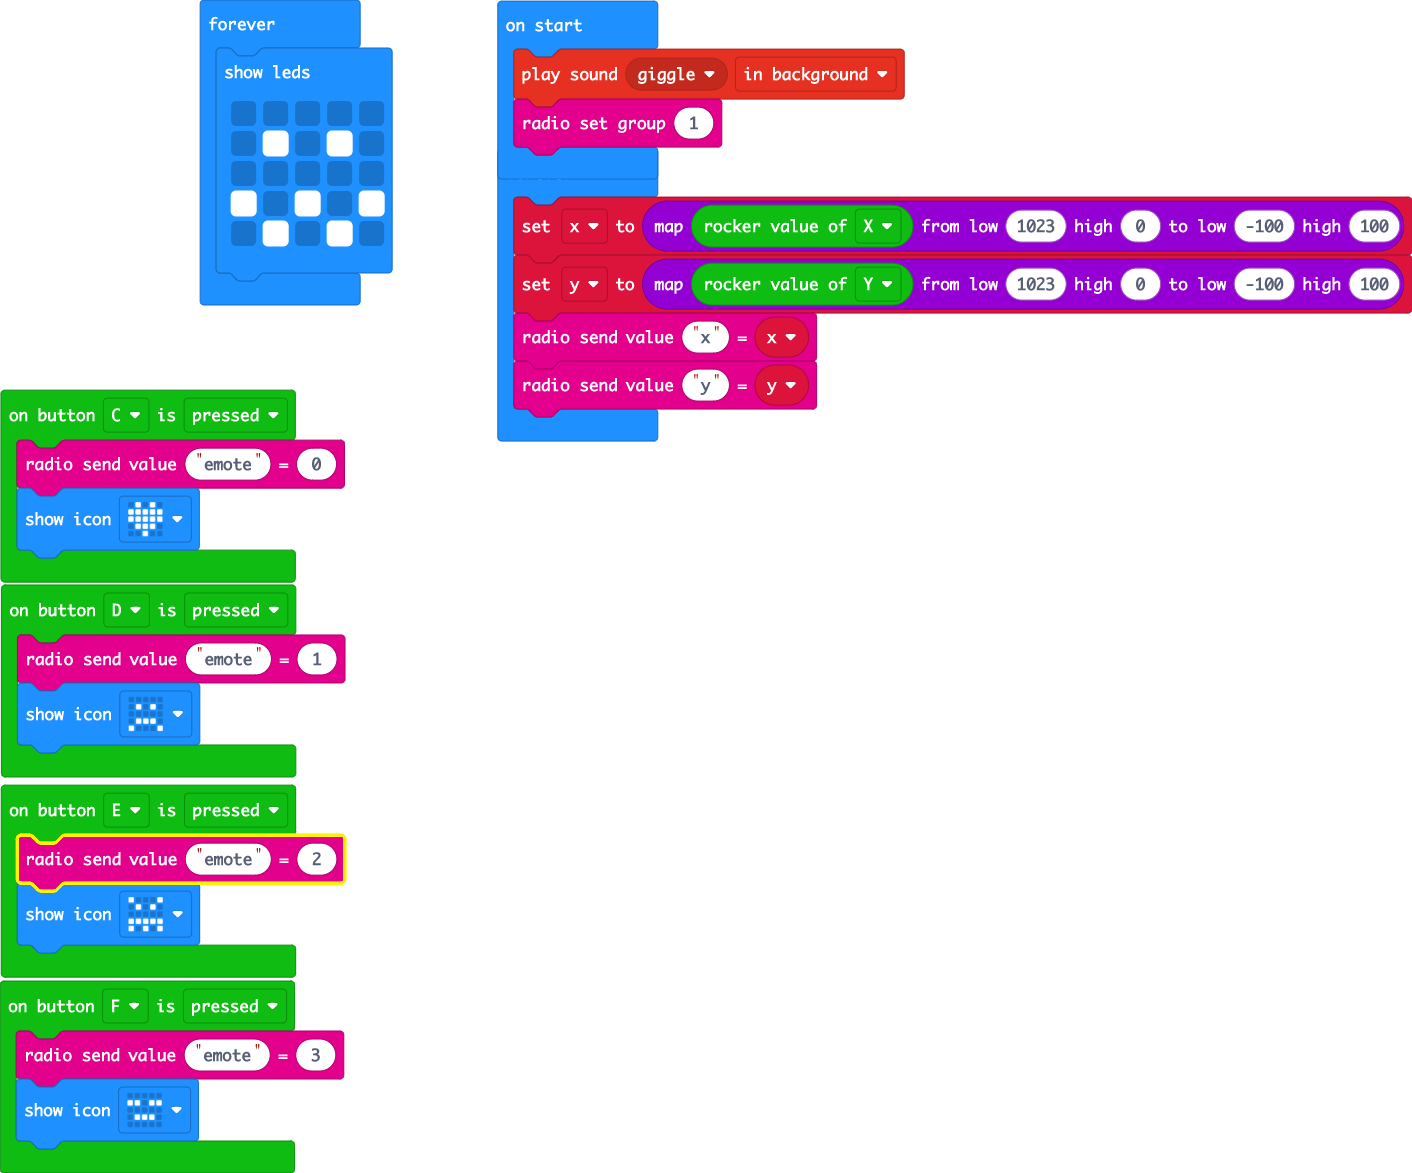 forever
show leds
on start
play sound giggle in background
radio set group 1
set x to map rocker value of X from low 1023 high 0 to low -100 high 100
set y to map rocker value of Y from low 1023 high 0 to low -100 high 100
radio send value "x" = x
radio send value "y" = y
on button C is pressed
radio send value "emote" = 0
show icon
on button D is pressed
radio send value "emote" = 1
show icon
on button E is pressed
radio send value "emote" = 2
show icon
on button F is pressed
radio send value "emote" = 3
show icon